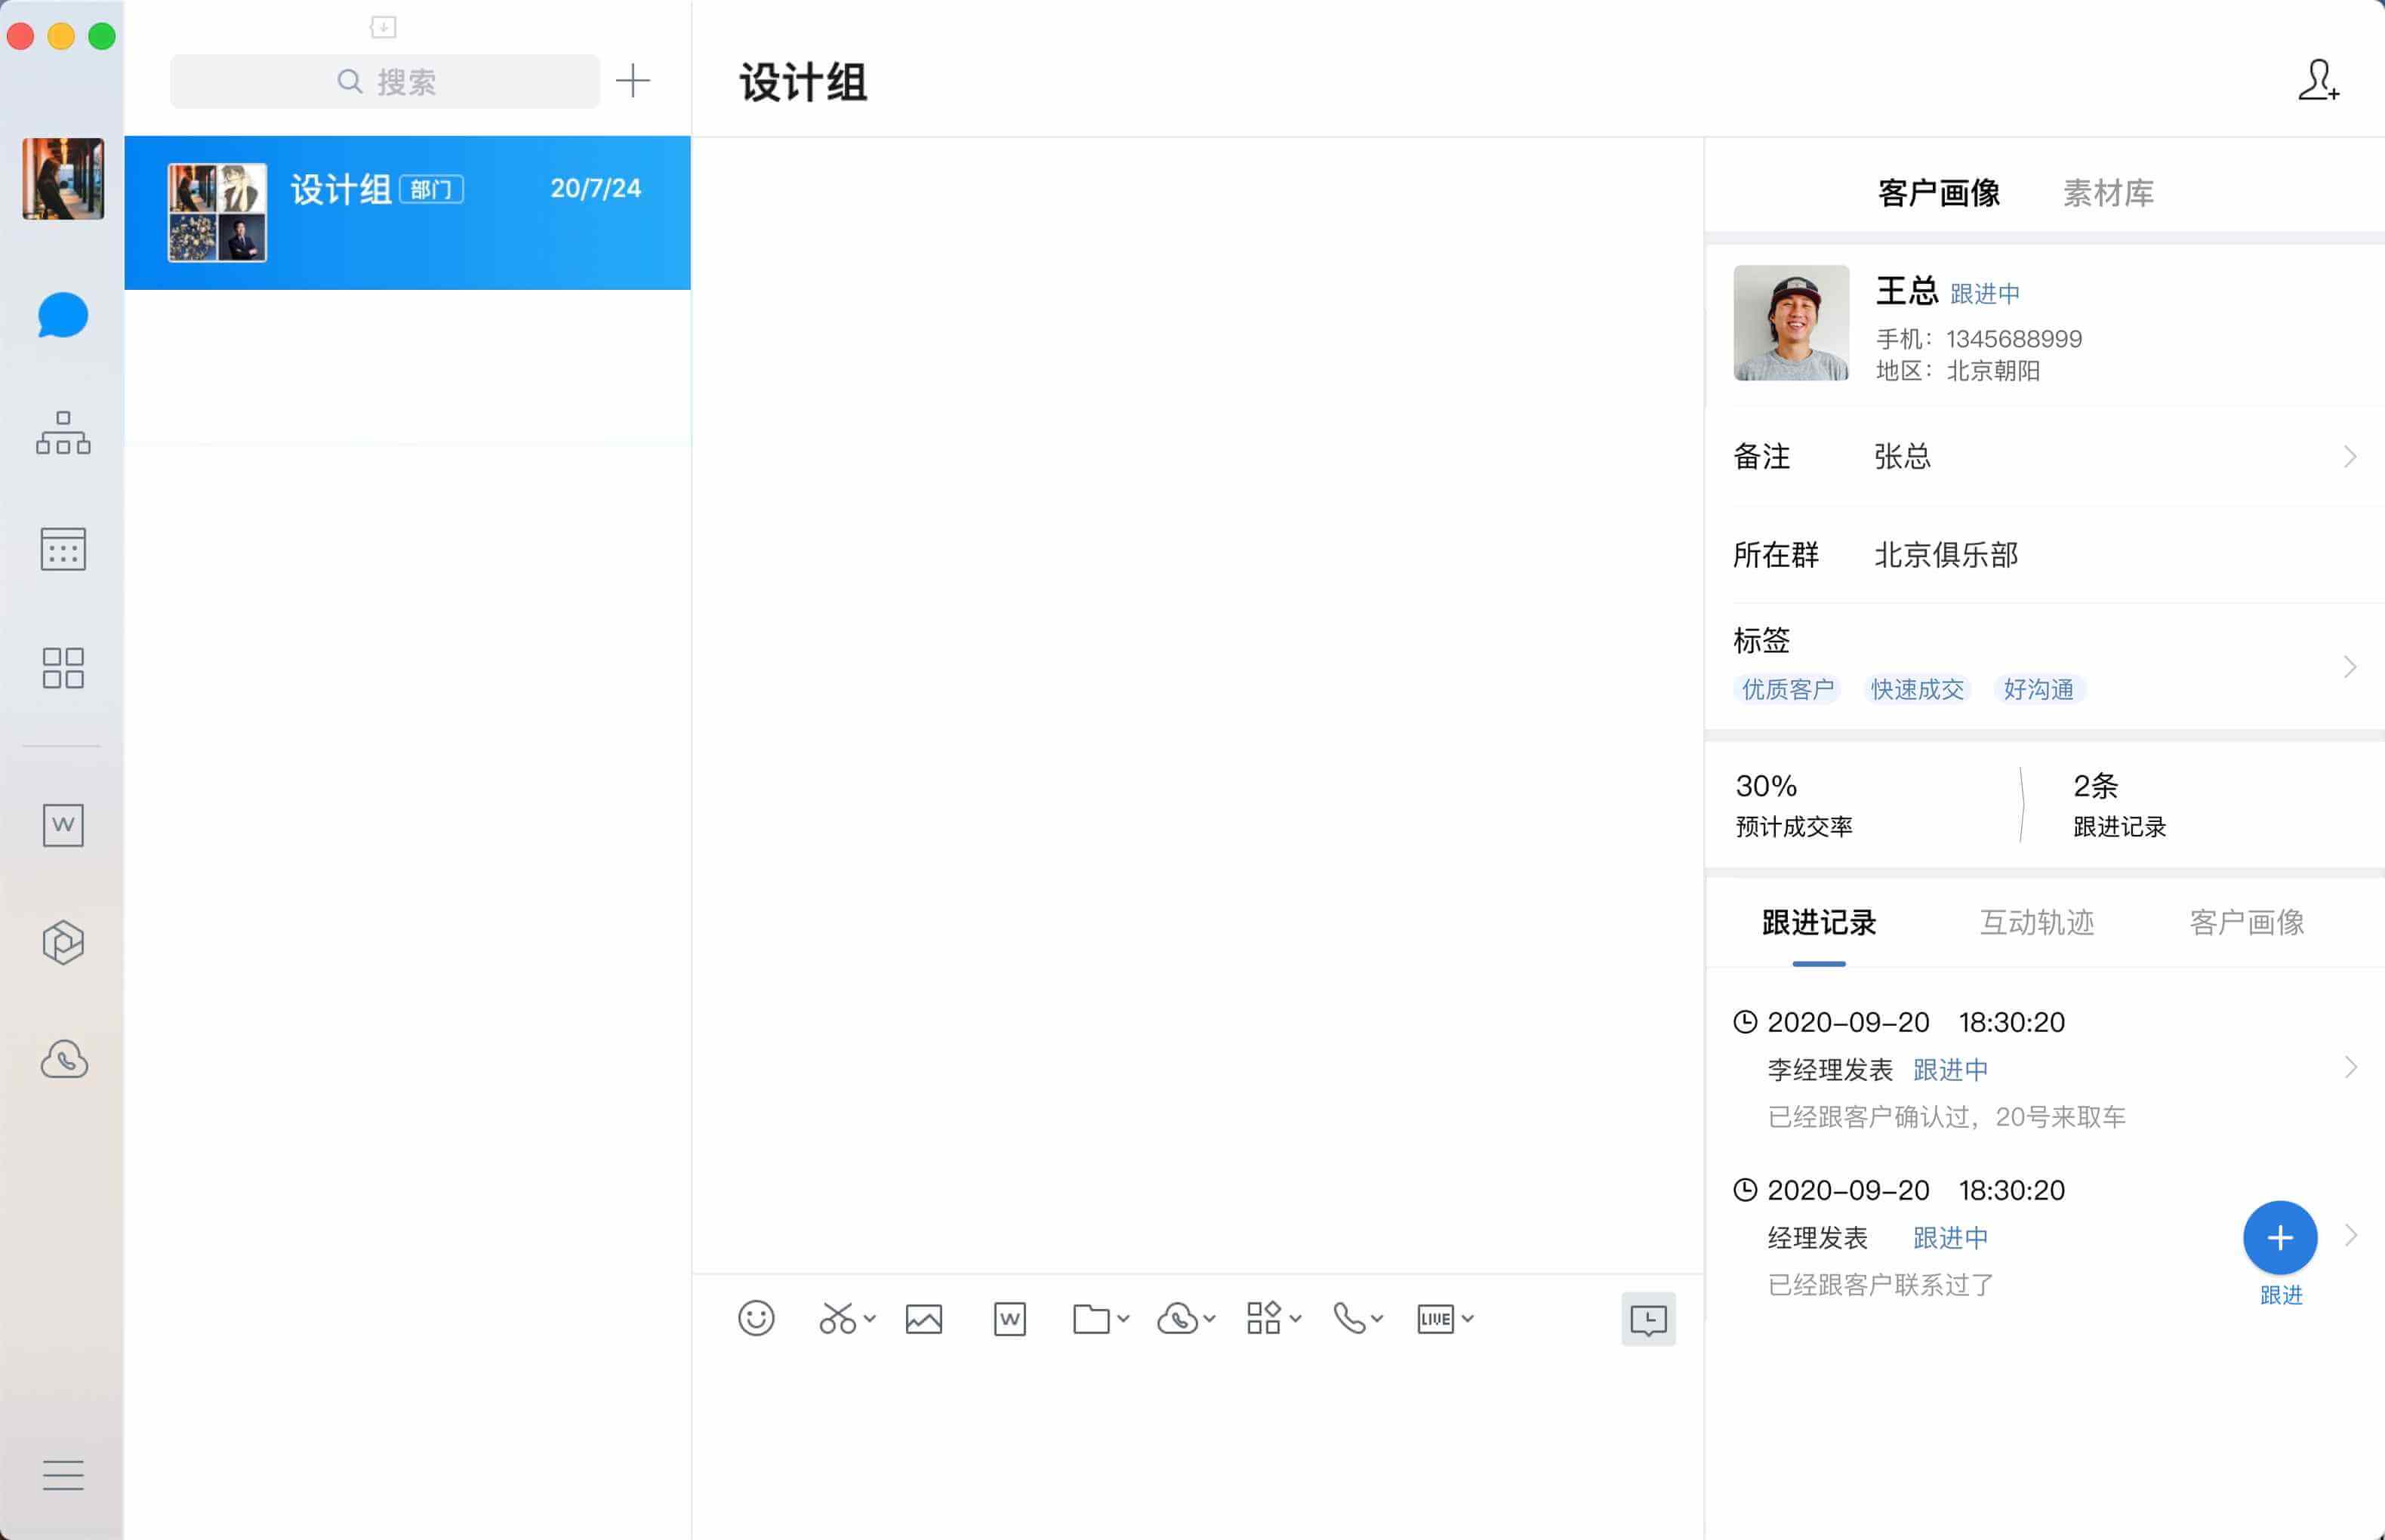 搜索
设计组
设计组 部门 20/7/24
客户画像 素材库
王总 跟进中
手机：1345688999
地区：北京朝阳
备注 张总
所在群 北京俱乐部
标签
优质客户 快速成交 好沟通
30% 2条
预计成交率 跟进记录
跟进记录 互动轨迹 客户画像
2020-09-20 18:30:20
李经理发表 跟进中
已经跟客户确认过，20号来取车
2020-09-20 18:30:20
经理发表 跟进中
已经跟客户联系过了
跟进
W
W
LIVE